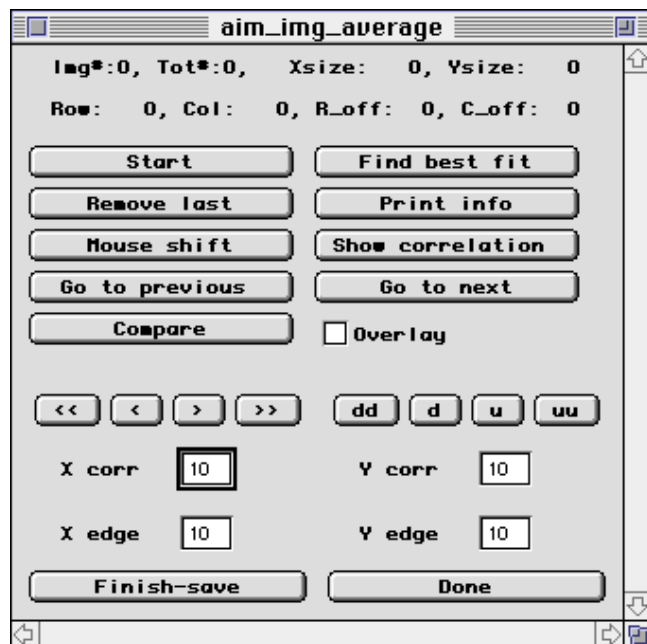 aim_img_average
Img#:0, Tot#:0, Xsize: 0, Ysize: 0
Row: 0, Col: 0, R_off: 0, C_off: 0
Start Find best fit
Remove last Print info
Mouse shift Show correlation
Go to previous Go to next
Compare Overlay
<< < > >> dd d u uu
X corr 10 Y corr 10
X edge 10 Y edge 10
Finish-save Done